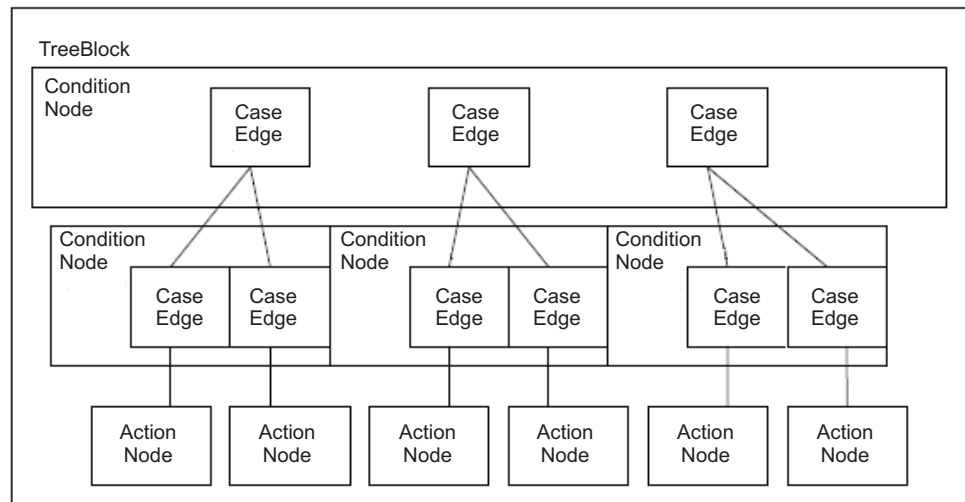 TreeBlock
Condition
Node
Case
Edge
Case
Edge
Case
Edge
Condition
Node
Case
Edge
Case
Edge
Condition
Node
Case
Edge
Case
Edge
Condition
Node
Case
Edge
Case
Edge
Action
Node
Action
Node
Action
Node
Action
Node
Action
Node
Action
Node